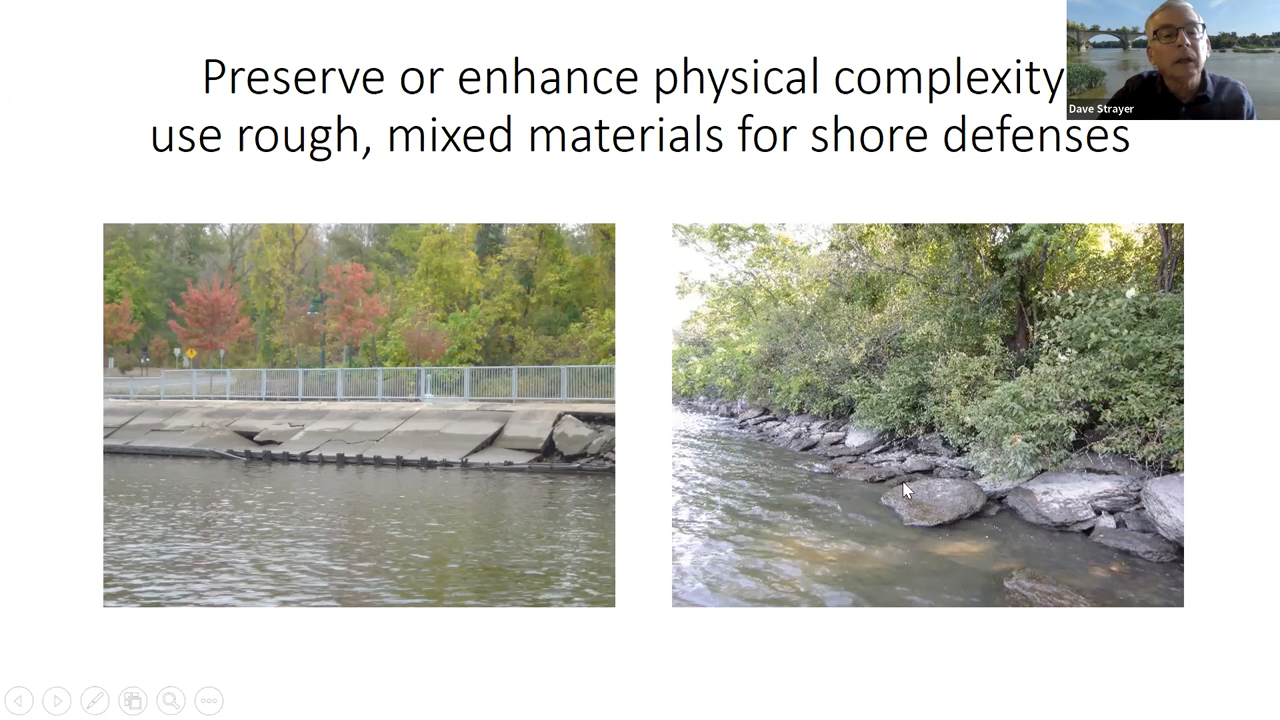 Preserve or enhance physical complexity
use rough, mixed materials for shore defenses
Dave Strayer